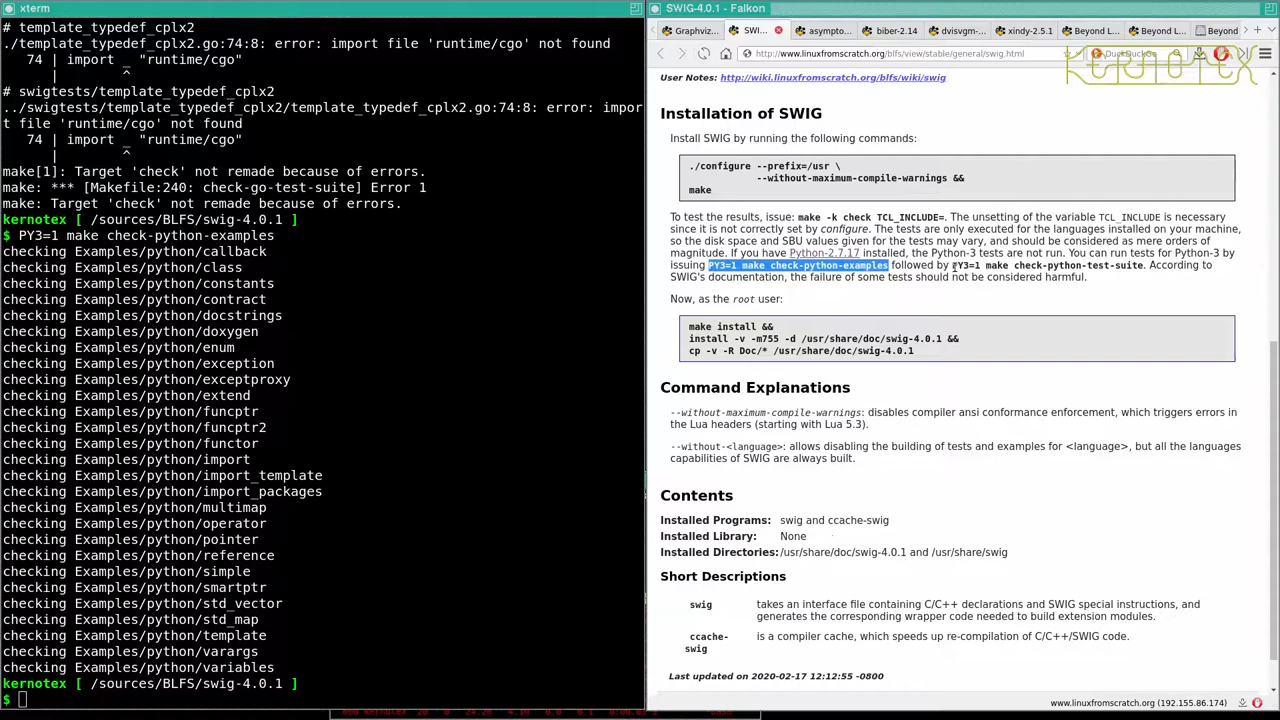 xterm
# template_typedef_cplx2
./template_typedef_cplx2.go:74:8: error: import file 'runtime/cgo' not found
74 | import _ "runtime/cgo"
| ^
# swigtests/template_typedef_cplx2
../swigtests/template_typedef_cplx2/template_typedef_cplx2.go:74:8: error: impor
t file 'runtime/cgo' not found
74 | import _ "runtime/cgo"
| ^
make[1]: Target 'check' not remade because of errors.
make: *** [Makefile:240: check-go-test-suite] Error 1
make: Target 'check' not remade because of errors.
kernotex [ /sources/BLFS/swig-4.0.1 ]
$ PY3=1 make check-python-examples
checking Examples/python/callback
checking Examples/python/class
checking Examples/python/constants
checking Examples/python/contract
checking Examples/python/docstrings
checking Examples/python/doxygen
checking Examples/python/enum
checking Examples/python/exception
checking Examples/python/exceptproxy
checking Examples/python/extend
checking Examples/python/funcptr
checking Examples/python/funcptr2
checking Examples/python/functor
checking Examples/python/import
checking Examples/python/import_template
checking Examples/python/import_packages
checking Examples/python/multimap
checking Examples/python/operator
checking Examples/python/pointer
checking Examples/python/reference
checking Examples/python/simple
checking Examples/python/smartptr
checking Examples/python/std_vector
checking Examples/python/std_map
checking Examples/python/template
checking Examples/python/varargs
checking Examples/python/variables
kernotex [ /sources/BLFS/swig-4.0.1 ]
$
SWIG-4.0.1 - Falkon
Graphviz... SWI... asympto... biber-2.14 dvisvgm-... xindy-2.5.1 Beyond L... Beyond L... Beyond
http://www.linuxfromscratch.org/blfs/view/stable/general/swig.html DuckDuckGo
KERNOTEX
User Notes: http://wiki.linuxfromscratch.org/blfs/wiki/swig
Installation of SWIG
Install SWIG by running the following commands:
./configure --prefix=/usr \
--without-maximum-compile-warnings &&
make
To test the results, issue: make -k check TCL_INCLUDE=. The unsetting of the variable TCL_INCLUDE is necessary
since it is not correctly set by configure. The tests are only executed for the languages installed on your machine,
so the disk space and SBU values given for the tests may vary, and should be considered as mere orders of
magnitude. If you have Python-2.7.17 installed, the Python-3 tests are not run. You can run tests for Python-3 by
issuing PY3=1 make check-python-examples followed by PY3=1 make check-python-test-suite. According to
SWIG's documentation, the failure of some tests should not be considered harmful.
Now, as the root user:
make install &&
install -v -m755 -d /usr/share/doc/swig-4.0.1 &&
cp -v -R Doc/* /usr/share/doc/swig-4.0.1
Command Explanations
--without-maximum-compile-warnings: disables compiler ansi conformance enforcement, which triggers errors in
the Lua headers (starting with Lua 5.3).
--without-<language>: allows disabling the building of tests and examples for <language>, but all the languages
capabilities of SWIG are always built.
Contents
Installed Programs: swig and ccache-swig
Installed Library: None
Installed Directories: /usr/share/doc/swig-4.0.1 and /usr/share/swig
Short Descriptions
swig takes an interface file containing C/C++ declarations and SWIG special instructions, and
generates the corresponding wrapper code needed to build extension modules.
ccache- is a compiler cache, which speeds up re-compilation of C/C++/SWIG code.
swig
Last updated on 2020-02-17 12:12:55 -0800
www.linuxfromscratch.org (192.155.86.174)